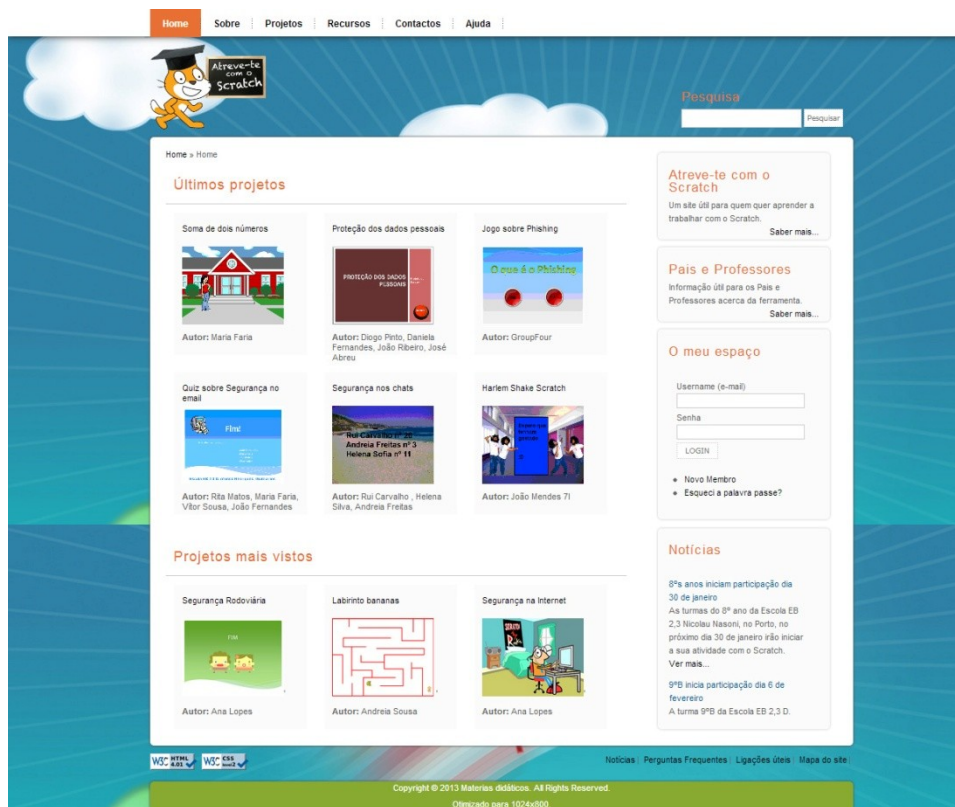 Home Sobre Projetos Recursos Contactos Ajuda
Atreve-te
com o
Scratch
Pesquisa
Pesquisar
Home » Home
Últimos projetos
Soma de dois números
Autor: Maria Faria
Proteção dos dados pessoais
PROTEÇÃO DOS DADOS
PESSOAIS
Autor: Diogo Pinto, Daniela
Fernandes, João Ribeiro, José
Abreu
Jogo sobre Phishing
O que é o Phishing
Autor: GroupFour
Quiz sobre Segurança no
email
Fim!
Autor: Rita Matos, Maria Faria,
Vítor Sousa, João Fernandes
Segurança nos chats
Rui Carvalho nº 20
Andreia Freitas nº 3
Helena Sofia nº 11
Autor: Rui Carvalho , Helena
Silva, Andreia Freitas
Harlem Shake Scratch
Autor: João Mendes 7I
Projetos mais vistos
Segurança Rodoviária
FIM
Autor: Ana Lopes
Labirinto bananas
Autor: Andreia Sousa
Segurança na Internet
SCRATCH
Autor: Ana Lopes
Atreve-te com o
Scratch
Um site útil para quem quer aprender a
trabalhar com o Scratch.
Saber mais...
Pais e Professores
Informação útil para os Pais e
Professores acerca da ferramenta.
Saber mais...
O meu espaço
Username (e-mail)
Senha
LOGIN
Novo Membro
Esqueci a palavra passe?
Notícias
8ºs anos iniciam participação dia
30 de janeiro
As turmas do 8º ano da Escola EB
2,3 Nicolau Nasoni, no Porto, no
próximo dia 30 de janeiro irão iniciar
a sua atividade com o Scratch.
Ver mais...
9ºB inicia participação dia 6 de
fevereiro
A turma 9ºB da Escola EB 2,3 D.
W3C HTML 4.01
W3C CSS level 2
Notícias | Perguntas Frequentes | Ligações úteis | Mapa do site
Copyright © 2013 Materias didáticos. All Rights Reserved.
Otimizado para 1024x800.